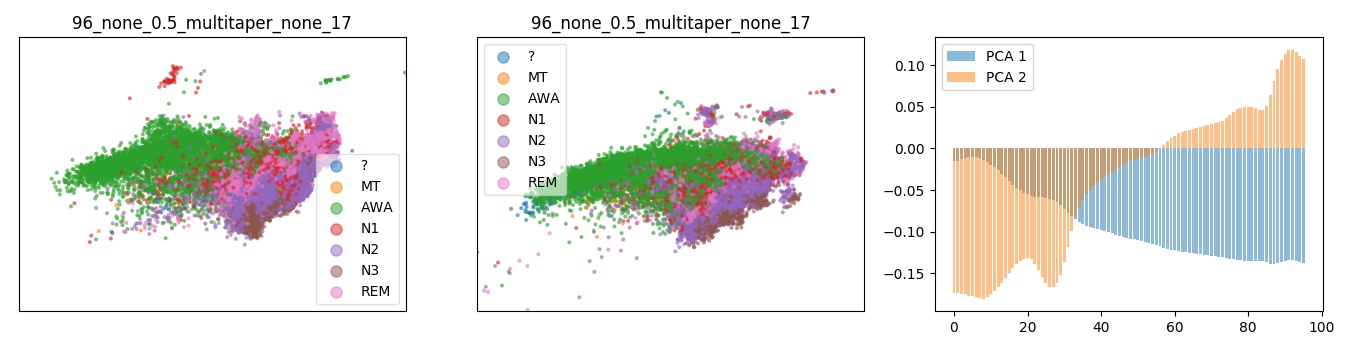 96_none_0.5_multitaper_none_17
?
MT
AWA
N1
N2
N3
REM
96_none_0.5_multitaper_none_17
?
MT
AWA
N1
N2
N3
REM
PCA 1
PCA 2
0.10
0.05
0.00
−0.05
−0.10
−0.15
0
20
40
60
80
100